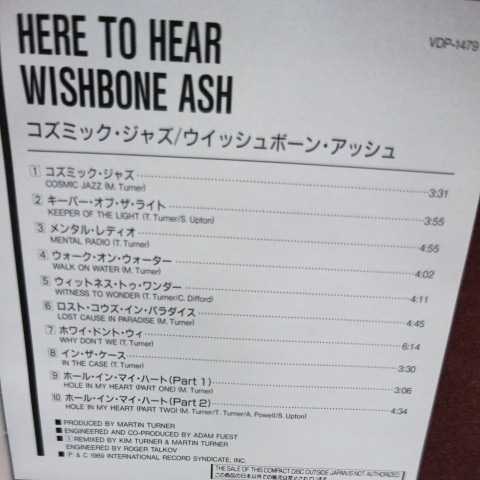 HERE TO HEAR
WISHBONE ASH
VDP-1479
コズミック・ジャズ/ウイッシュボーン・アッシュ
1 コズミック・ジャズ 3:31
COSMIC JAZZ (M. Turner)
2 キーパー・オブ・ザ・ライト 3:55
KEEPER OF THE LIGHT (T. Turner/S. Upton)
3 メンタル・レディオ 4:55
MENTAL RADIO (T. Turner)
4 ウォーク・オン・ウォーター 4:02
WALK ON WATER (M. Turner)
5 ウィットネス・トゥ・ワンダー 4:11
WITNESS TO WONDER (T. Turner/C. Difford)
6 ロスト・コウズ・イン・パラダイス 4:45
LOST CAUSE IN PARADISE (M. Turner)
7 ホワイ・ドント・ウィ 6:14
WHY DON'T WE (T. Turner)
8 イン・ザ・ケース 3:30
IN THE CASE (T. Turner)
9 ホール・イン・マイ・ハート(Part 1) 3:06
HOLE IN MY HEART (PART ONE) (M. Turner)
10 ホール・イン・マイ・ハート(Part 2) 4:34
HOLE IN MY HEART (PART TWO) (M. Turner/T. Turner/A. Powell/S. Upton)
■ PRODUCED BY MARTIN TURNER
■ ENGINEERED AND CO-PRODUCED BY ADAM FUEST
■ 1 REMIXED BY KIM TURNER & MARTIN TURNER
ENGINEERED BY ROGER TALKOV
■ P & C 1989 INTERNATIONAL RECORD SYNDICATE, INC.
THE SALE OF THIS COMPACT DISC OUTSIDE JAPAN IS NOT AUTHORIZED.